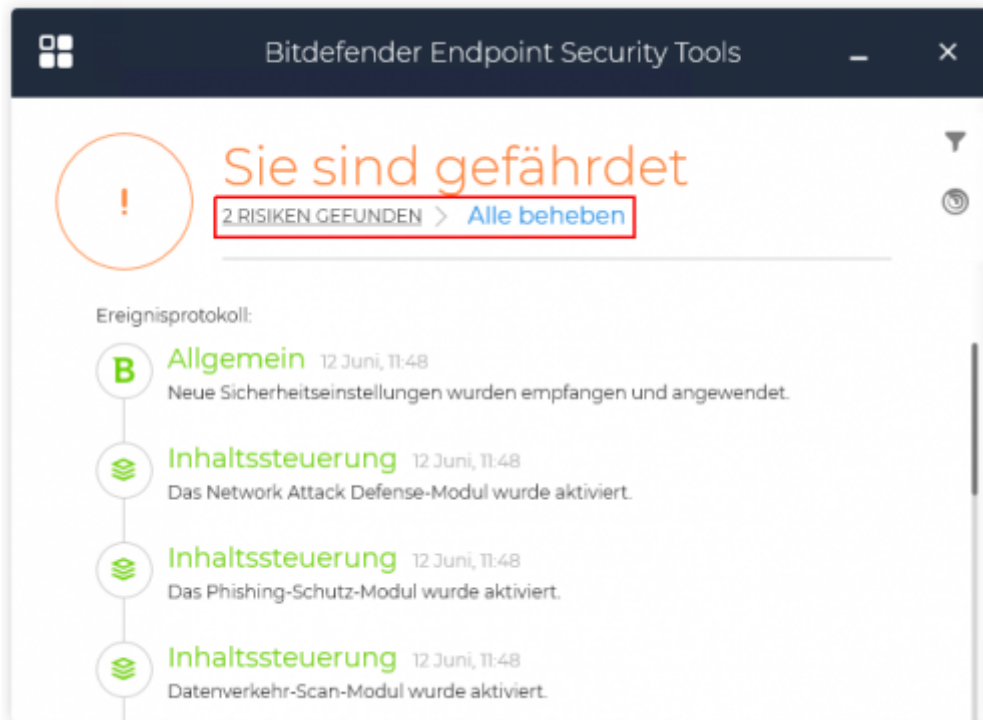 Bitdefender Endpoint Security Tools
Sie sind gefährdet
2 RISIKEN GEFUNDEN > Alle beheben
Ereignisprotokoll:
B Allgemein 12 Juni, 11:48
Neue Sicherheitseinstellungen wurden empfangen und angewendet.
Inhaltssteuerung 12 Juni, 11:48
Das Network Attack Defense-Modul wurde aktiviert.
Inhaltssteuerung 12 Juni, 11:48
Das Phishing-Schutz-Modul wurde aktiviert.
Inhaltssteuerung 12 Juni, 11:48
Datenverkehr-Scan-Modul wurde aktiviert.